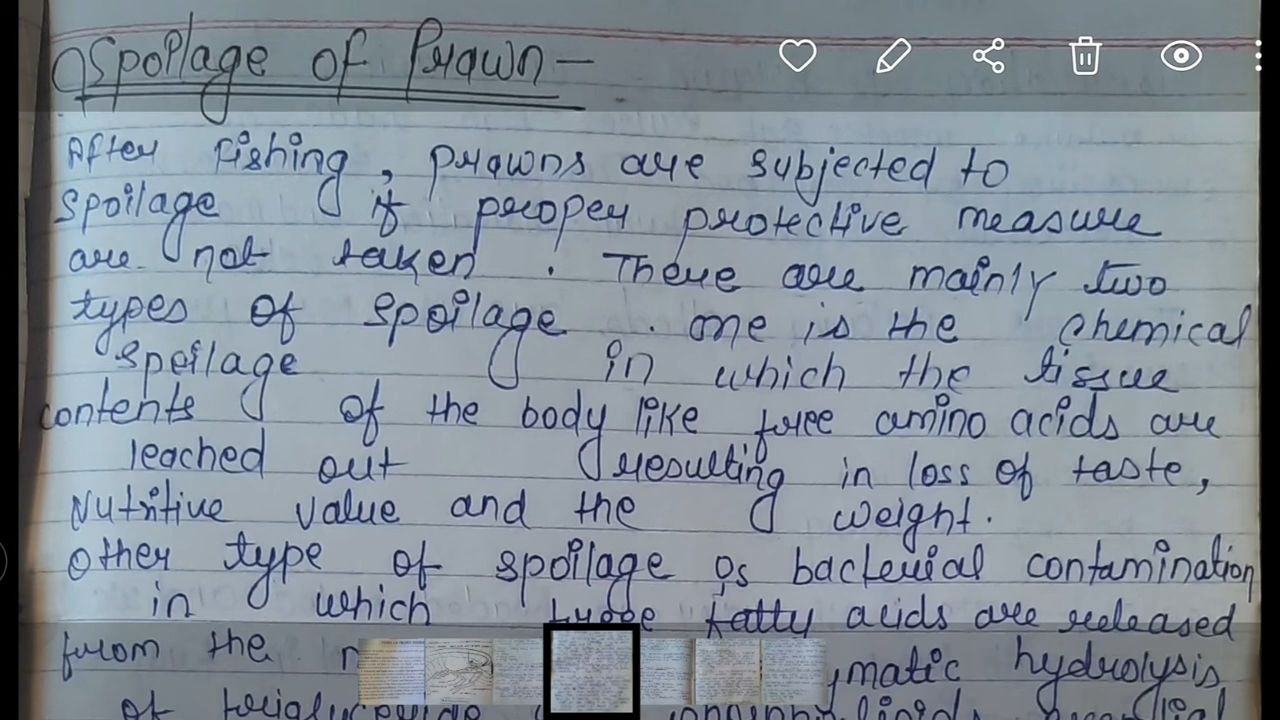 Spoilage of Prawn -
After fishing, prawns are subjected to
spoilage if proper protective measure
are not taken. There are mainly two
types of spoilage. One is the chemical
spoilage in which the tissue
contents of the body like free amino acids are
leached out resulting in loss of taste,
Nutritive value and the weight.
Other type of spoilage is bacterial contamination
in which fatty acids are released
from the hydrolysis
of